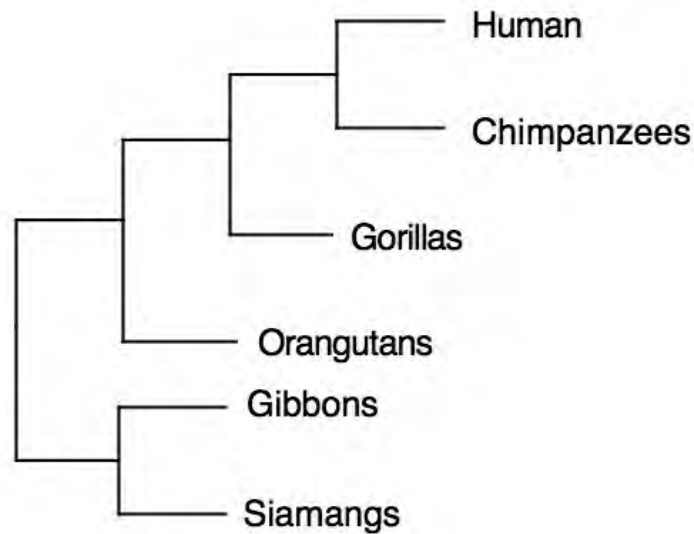 Human
Chimpanzees
Gorillas
Orangutans
Gibbons
Siamangs